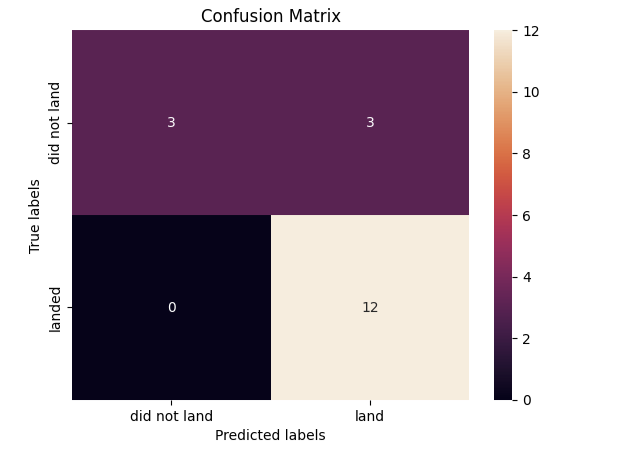 Confusion Matrix
True labels
did not land
landed
3
3
0
12
did not land
land
Predicted labels
12
10
8
6
4
2
0